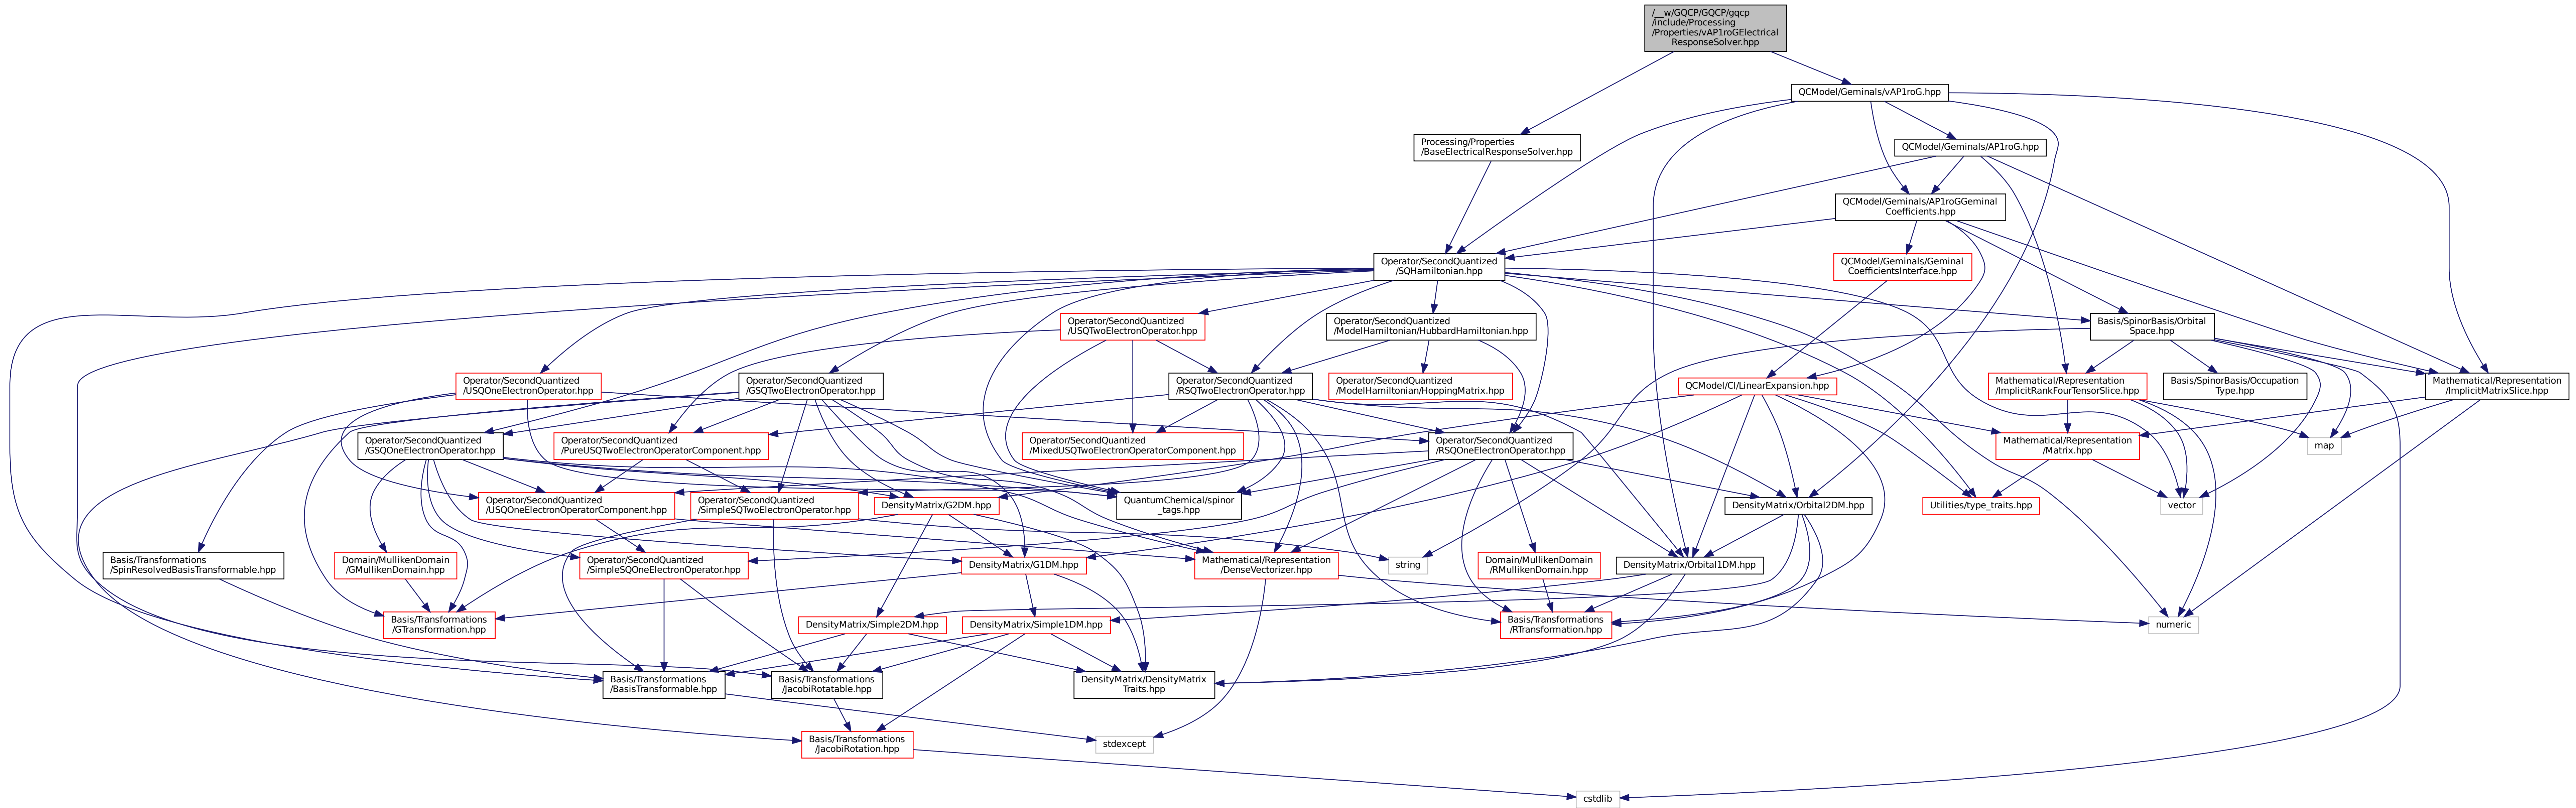 /__w/GQCP/GQCP/gqcp
/include/Processing
/Properties/vAP1roGElectrical
ResponseSolver.hpp
QCModel/Geminals/vAP1roG.hpp
Processing/Properties
/BaseElectricalResponseSolver.hpp
QCModel/Geminals/AP1roG.hpp
QCModel/Geminals/AP1roGGeminal
Coefficients.hpp
Operator/SecondQuantized
/SQHamiltonian.hpp
QCModel/Geminals/Geminal
CoefficientsInterface.hpp
Operator/SecondQuantized
/USQTwoElectronOperator.hpp
Operator/SecondQuantized
/ModelHamiltonian/HubbardHamiltonian.hpp
Basis/SpinorBasis/Orbital
Space.hpp
Operator/SecondQuantized
/USQOneElectronOperator.hpp
Operator/SecondQuantized
/GSQTwoElectronOperator.hpp
Operator/SecondQuantized
/RSQTwoElectronOperator.hpp
Operator/SecondQuantized
/ModelHamiltonian/HoppingMatrix.hpp
QCModel/CI/LinearExpansion.hpp
Mathematical/Representation
/ImplicitRankFourTensorSlice.hpp
Basis/SpinorBasis/Occupation
Type.hpp
Mathematical/Representation
/ImplicitMatrixSlice.hpp
Operator/SecondQuantized
/GSQOneElectronOperator.hpp
Operator/SecondQuantized
/PureUSQTwoElectronOperatorComponent.hpp
Operator/SecondQuantized
/MixedUSQTwoElectronOperatorComponent.hpp
Operator/SecondQuantized
/RSQOneElectronOperator.hpp
Mathematical/Representation
/Matrix.hpp
map
Operator/SecondQuantized
/USQOneElectronOperatorComponent.hpp
Operator/SecondQuantized
/SimpleSQTwoElectronOperator.hpp
DensityMatrix/G2DM.hpp
QuantumChemical/spinor
_tags.hpp
DensityMatrix/Orbital2DM.hpp
Utilities/type_traits.hpp
vector
Basis/Transformations
/SpinResolvedBasisTransformable.hpp
Domain/MullikenDomain
/GMullikenDomain.hpp
Operator/SecondQuantized
/SimpleSQOneElectronOperator.hpp
DensityMatrix/G1DM.hpp
Mathematical/Representation
/DenseVectorizer.hpp
string
Domain/MullikenDomain
/RMullikenDomain.hpp
DensityMatrix/Orbital1DM.hpp
Basis/Transformations
/GTransformation.hpp
DensityMatrix/Simple2DM.hpp
DensityMatrix/Simple1DM.hpp
Basis/Transformations
/RTransformation.hpp
numeric
Basis/Transformations
/BasisTransformable.hpp
Basis/Transformations
/JacobiRotatable.hpp
DensityMatrix/DensityMatrix
Traits.hpp
Basis/Transformations
/JacobiRotation.hpp
stdexcept
cstdlib